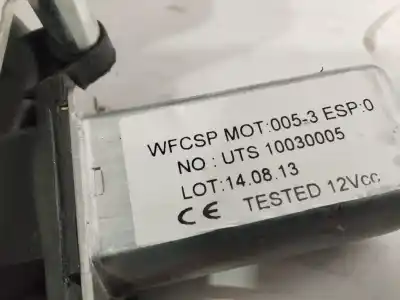 WFCSP MOT:005-3 ESP:0
NO : UTS 10030005
LOT:14.08.13
CE TESTED 12Vcc